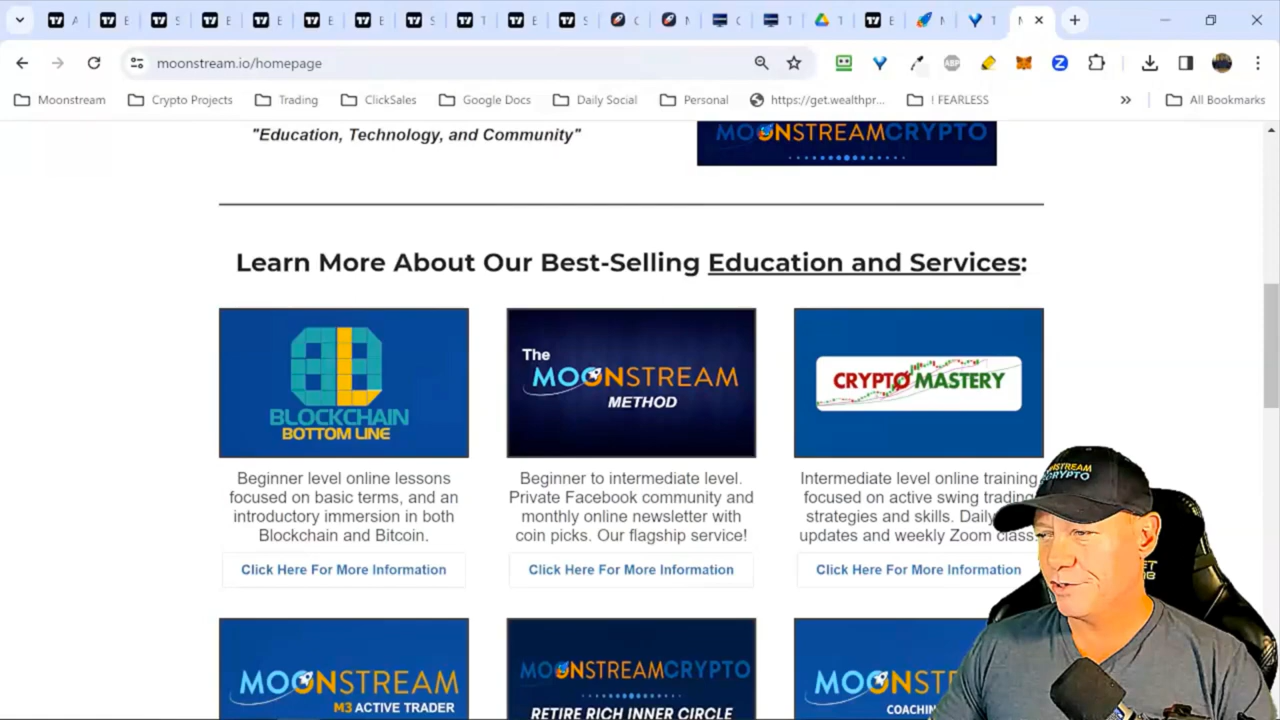 A
E
S
E
E
E
E
S
T
E
S
C
M
C
T
T
E
M
T
M
moonstream.io/homepage
ABP
Z
Moonstream
Crypto Projects
Trading
ClickSales
Google Docs
Daily Social
Personal
https://get.wealthpr...
! FEARLESS
All Bookmarks
"Education, Technology, and Community"
MOONSTREAMCRYPTO
Learn More About Our Best-Selling Education and Services:
BLOCKCHAIN
BOTTOM LINE
The
MOONSTREAM
METHOD
CRYPTO MASTERY
Beginner level online lessons
focused on basic terms, and an
introductory immersion in both
Blockchain and Bitcoin.
Beginner to intermediate level.
Private Facebook community and
monthly online newsletter with
coin picks. Our flagship service!
Intermediate level online training
focused on active swing trading
strategies and skills. Daily
updates and weekly Zoom class
Click Here For More Information
Click Here For More Information
Click Here For More Information
MOONSTREAM
M3 ACTIVE TRADER
MOONSTREAMCRYPTO
RETIRE RICH INNER CIRCLE
MOONSTREAM
COACHIN
MOONSTREAM
CRYPTO